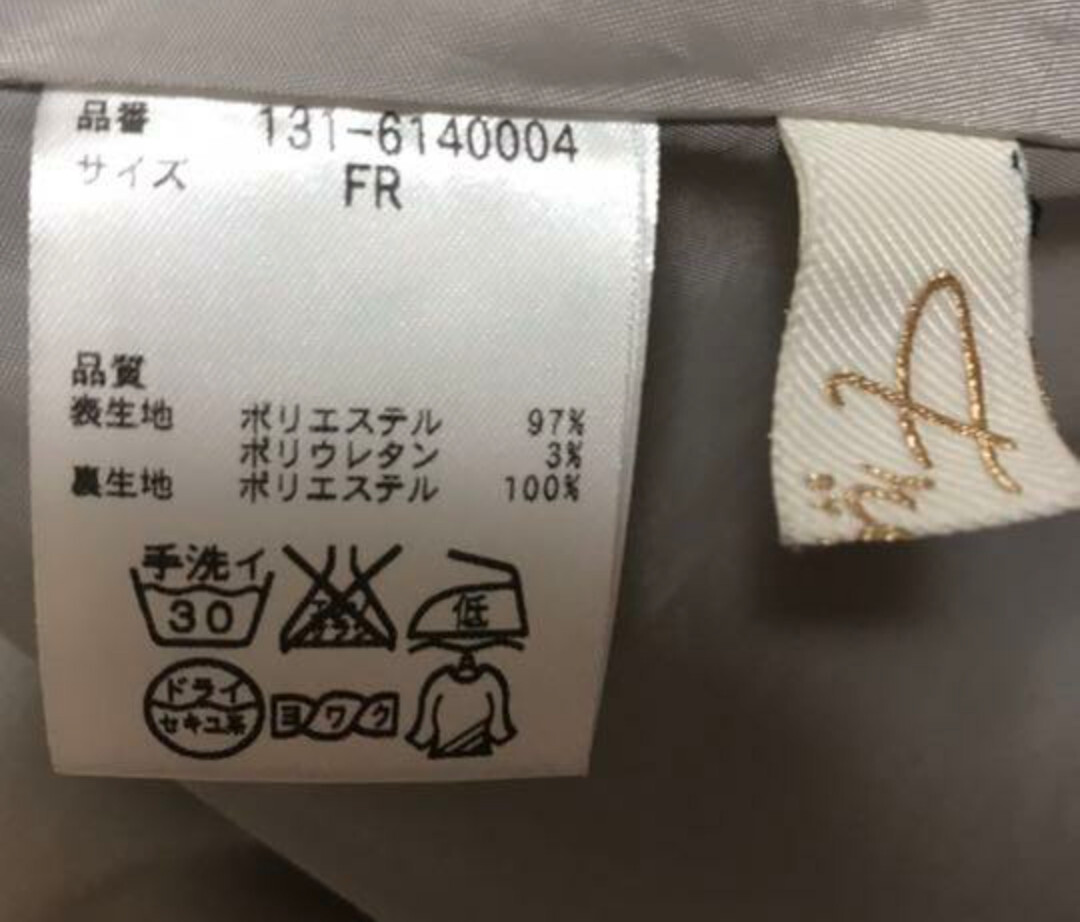 品番 131-6140004
サイズ FR
品質
表生地 ポリエステル 97%
ポリウレタン 3%
裏生地 ポリエステル 100%
手洗イ
30
低
ドライ
セキユ系
ヨワク